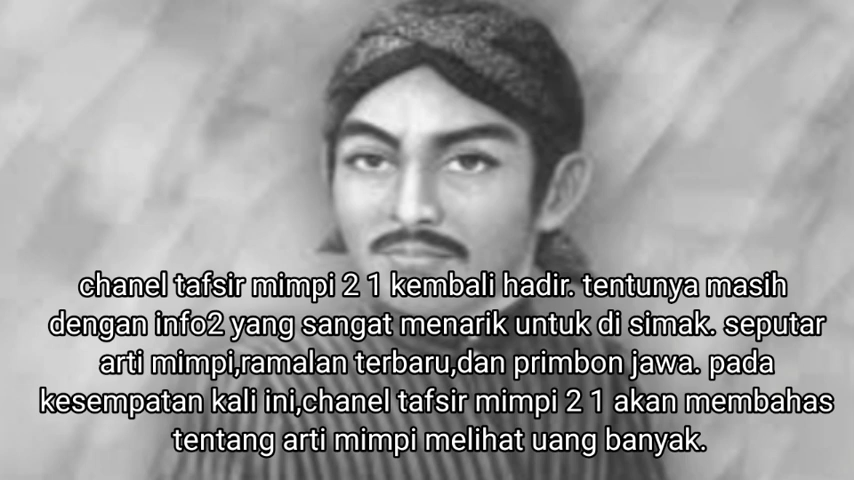 chanel tafsir mimpi 2 1 kembali hadir. tentunya masih
dengan info2 yang sangat menarik untuk di simak. seputar
arti mimpi,ramalan terbaru,dan primbon jawa. pada
kesempatan kali ini,chanel tafsir mimpi 2 1 akan membahas
tentang arti mimpi melihat uang banyak.